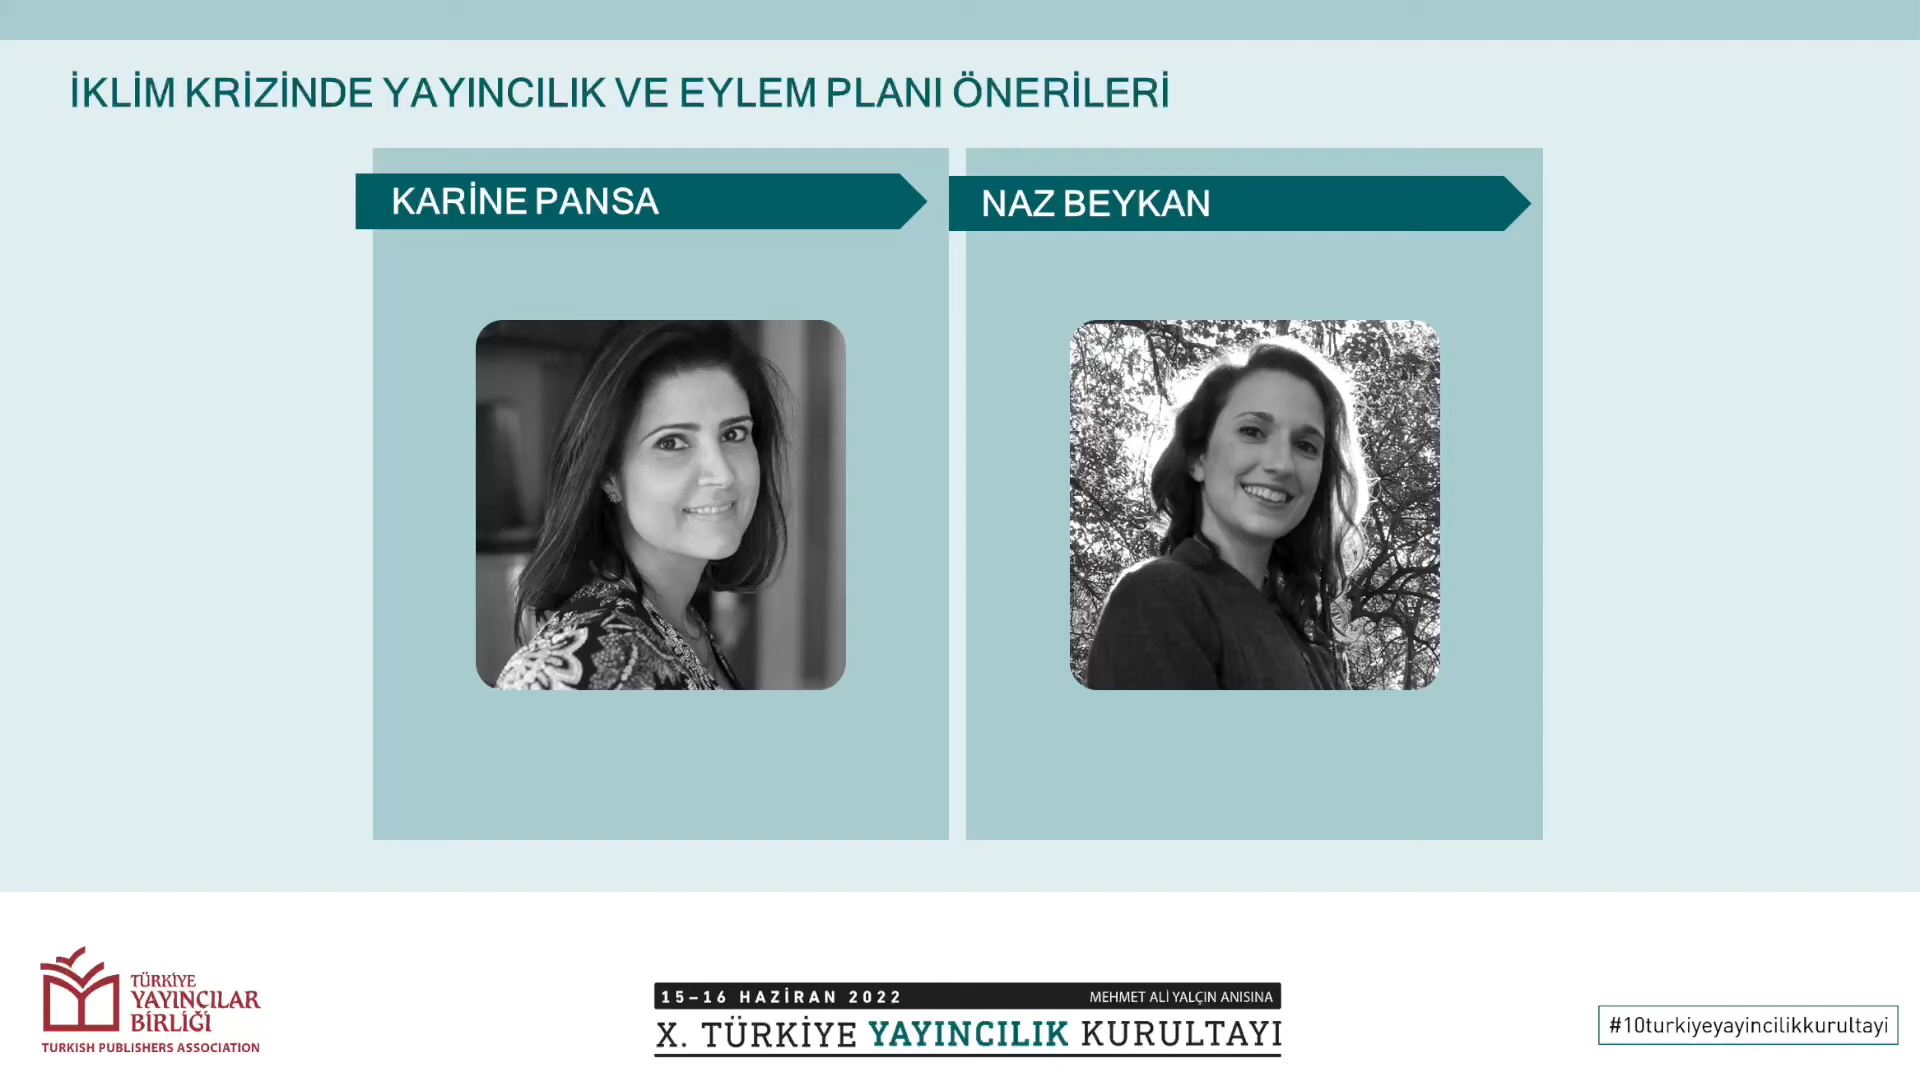 İKLİM KRİZİNDE YAYINCILIK VE EYLEM PLANI ÖNERİLERİ
KARİNE PANSA
NAZ BEYKAN
TÜRKİYE
YAYINCILAR
BİRLİĞİ
TURKISH PUBLISHERS ASSOCIATION
15–16 HAZİRAN 2022
MEHMET ALİ YALÇIN ANISINA
X. TÜRKİYE YAYINCILIK KURULTAYI
#10turkiyeyayincilikkurultayi